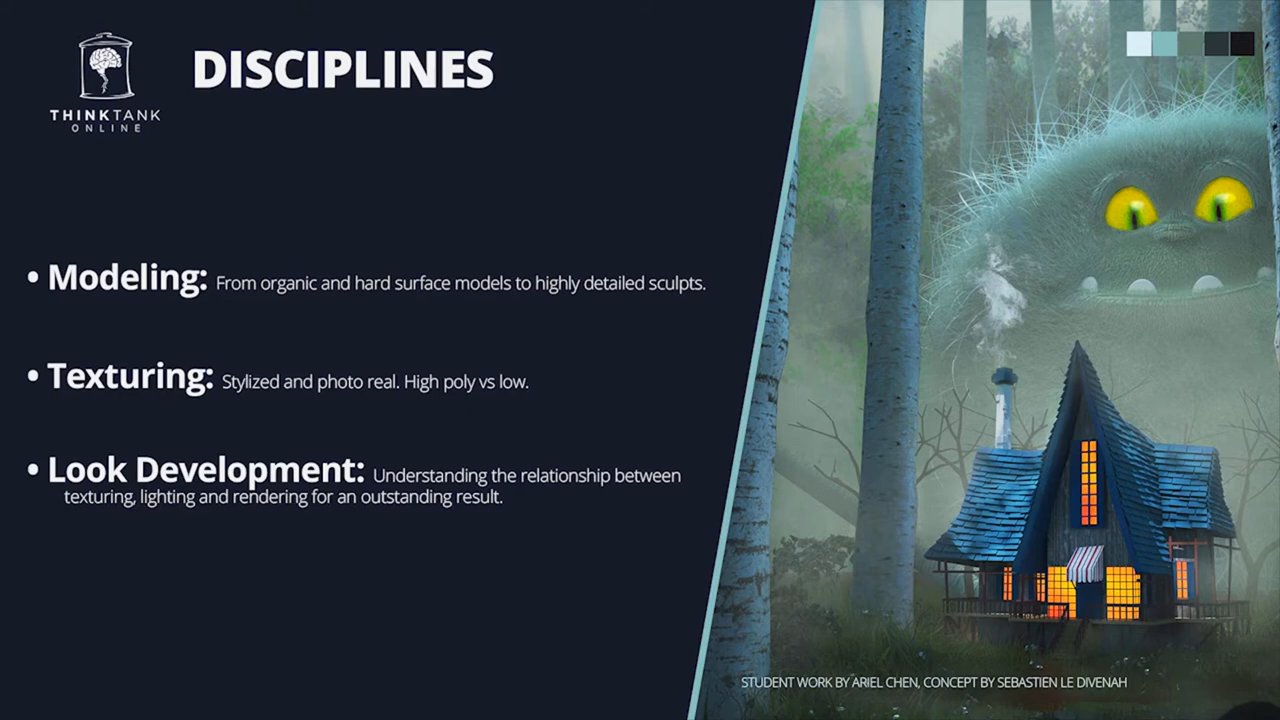 THINKTANK
ONLINE
DISCIPLINES
• Modeling: From organic and hard surface models to highly detailed sculpts.
• Texturing: Stylized and photo real. High poly vs low.
• Look Development: Understanding the relationship between
texturing, lighting and rendering for an outstanding result.
STUDENT WORK BY ARIEL CHEN, CONCEPT BY SEBASTIEN LE DIVENAH